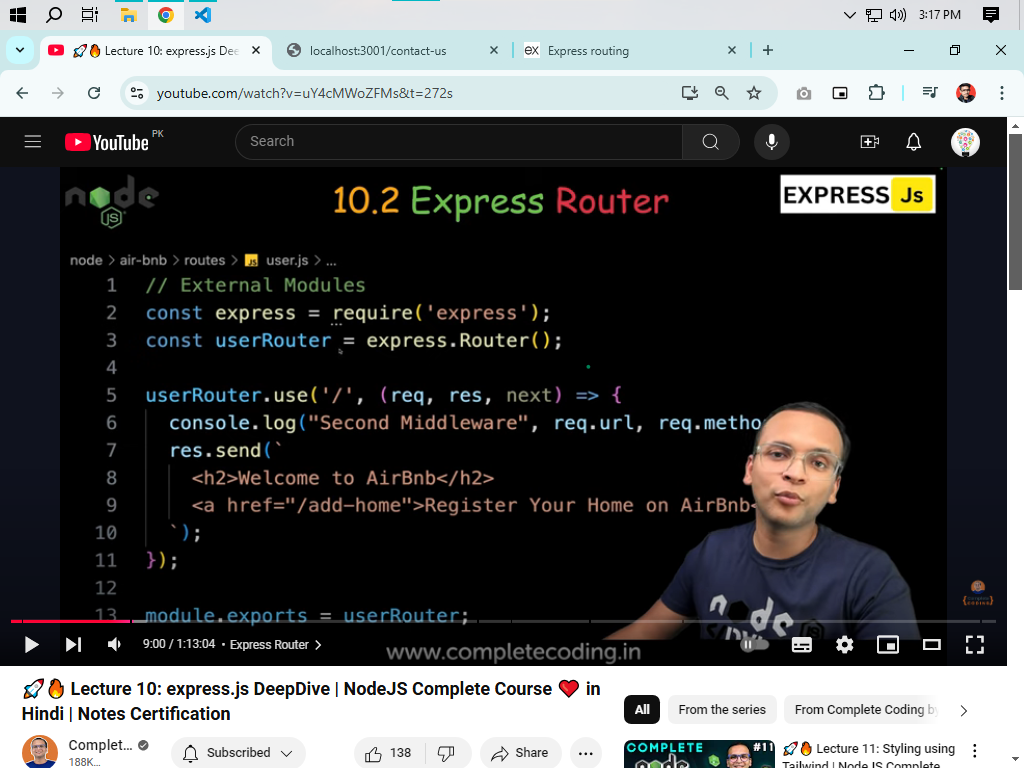 3:17 PM
🚀🔥 Lecture 10: express.js Dee
localhost:3001/contact-us
ex Express routing
youtube.com/watch?v=uY4cMWoZFMs&t=272s
YouTube PK
Search
node
JS
10.2 Express Router
EXPRESS Js
node > air-bnb > routes > JS user.js > ...
1 // External Modules
2 const express = require('express');
3 const userRouter = express.Router();
4
5 userRouter.use('/', (req, res, next) => {
6 console.log("Second Middleware", req.url, req.metho
7 res.send(`
8 <h2>Welcome to AirBnb</h2>
9 <a href="/add-home">Register Your Home on AirBnb<
10 `);
11 });
12
13 module.exports = userRouter;
node
9:00 / 1:13:04 • Express Router >
www.completecoding.in
🚀🔥 Lecture 10: express.js DeepDive | NodeJS Complete Course ❤️ in
Hindi | Notes Certification
All
From the series
From Complete Coding by
Complet...
188K...
Subscribed
138
Share
COMPLETE
#11
🚀🔥 Lecture 11: Styling using
Tailwind | Node JS Complete